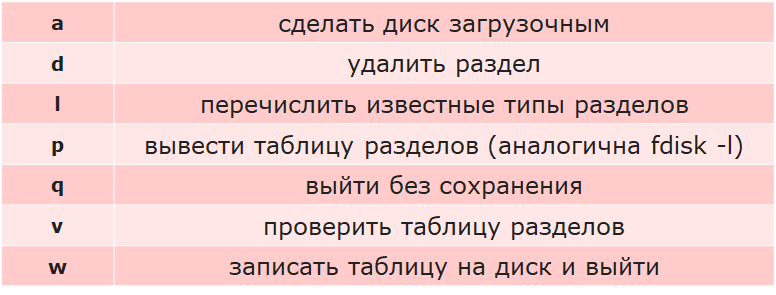 a сделать диск загрузочным
d удалить раздел
l перечислить известные типы разделов
p вывести таблицу разделов (аналогична fdisk -l)
q выйти без сохранения
v проверить таблицу разделов
w записать таблицу на диск и выйти